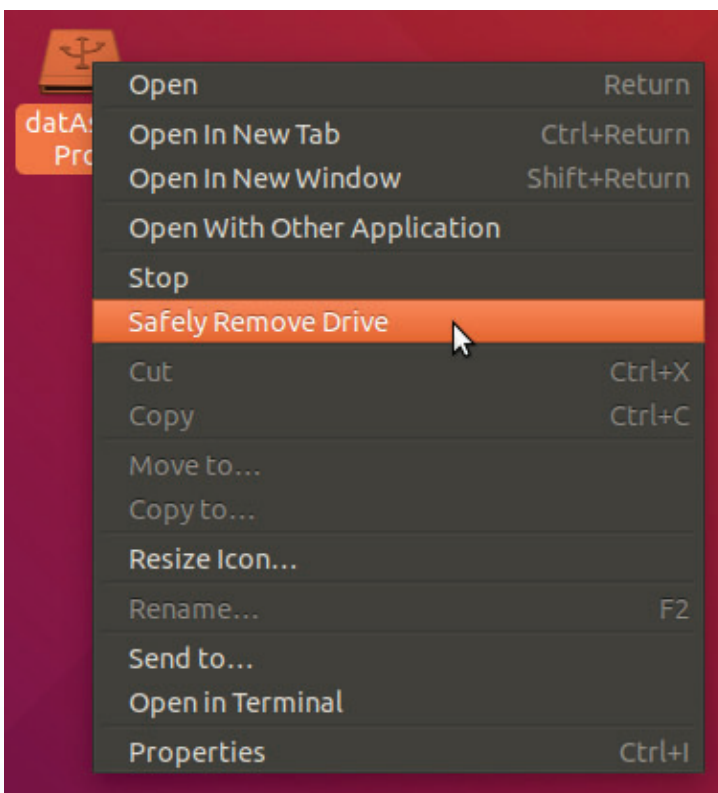 datA
Pro
Open Return
Open In New Tab Ctrl+Return
Open In New Window Shift+Return
Open With Other Application
Stop
Safely Remove Drive
Cut Ctrl+X
Copy Ctrl+C
Move to...
Copy to...
Resize Icon...
Rename... F2
Send to...
Open in Terminal
Properties Ctrl+I